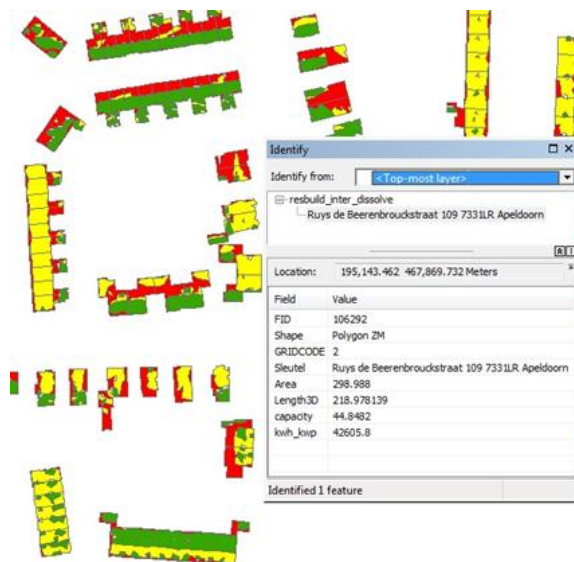 Identify
Identify from: <Top-most layer>
resbuild_inter_dissolve
Ruys de Beerenbrouckstraat 109 7331LR Apeldoorn
Location: 195,143.462 467,869.732 Meters
Field Value
FID 106292
Shape Polygon ZM
GRIDCODE 2
Sleutel Ruys de Beerenbrouckstraat 109 7331LR Apeldoorn
Area 298.988
Length3D 218.978139
capacity 44.8482
kwh_kwp 42605.8
Identified 1 feature